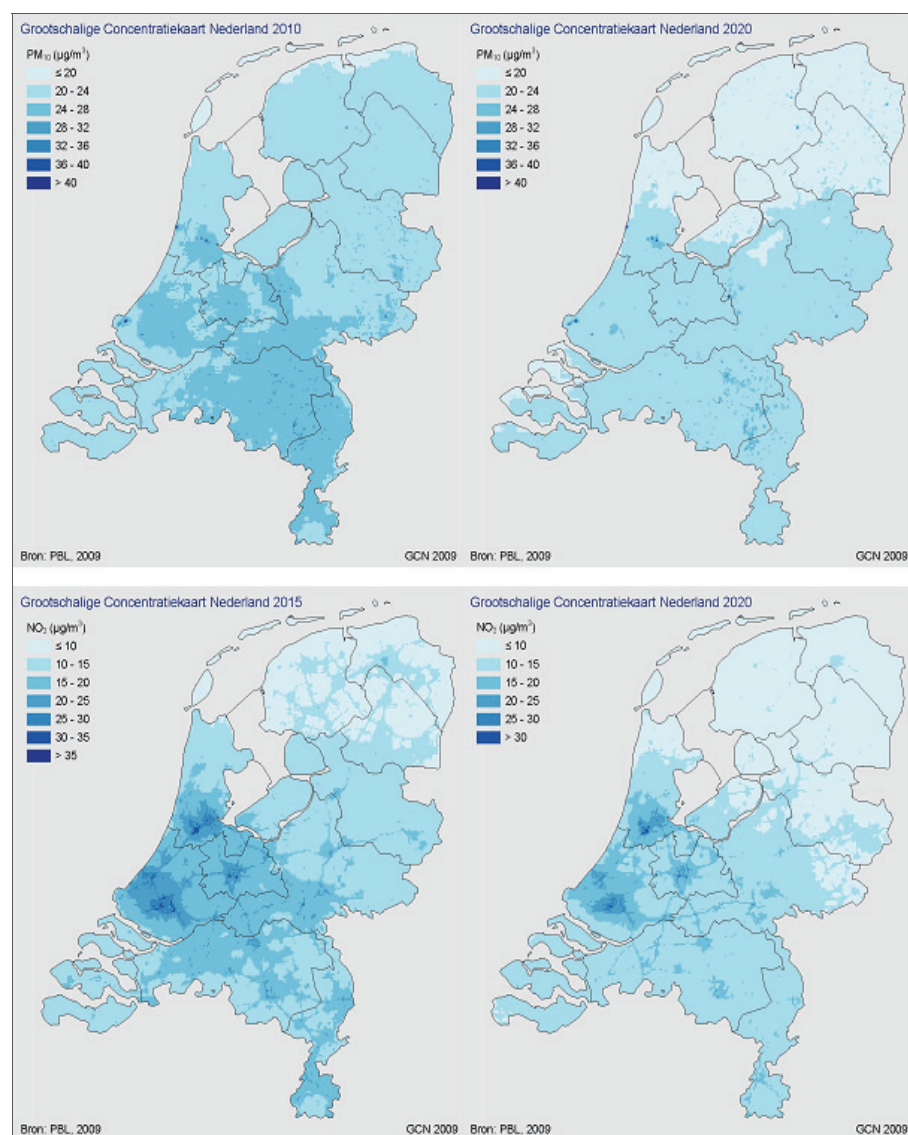 Grootschalige Concentratiekaart Nederland 2010
PM₁₀ (µg/m³)
≤ 20
20 - 24
24 - 28
28 - 32
32 - 36
36 - 40
> 40
Bron: PBL, 2009
GCN 2009
Grootschalige Concentratiekaart Nederland 2020
PM₁₀ (µg/m³)
≤ 20
20 - 24
24 - 28
28 - 32
32 - 36
36 - 40
> 40
Bron: PBL, 2009
GCN 2009
Grootschalige Concentratiekaart Nederland 2015
NO₂ (µg/m³)
≤ 10
10 - 15
15 - 20
20 - 25
25 - 30
30 - 35
> 35
Bron: PBL, 2009
GCN 2009
Grootschalige Concentratiekaart Nederland 2020
NO₂ (µg/m³)
≤ 10
10 - 15
15 - 20
20 - 25
25 - 30
> 30
Bron: PBL, 2009
GCN 2009